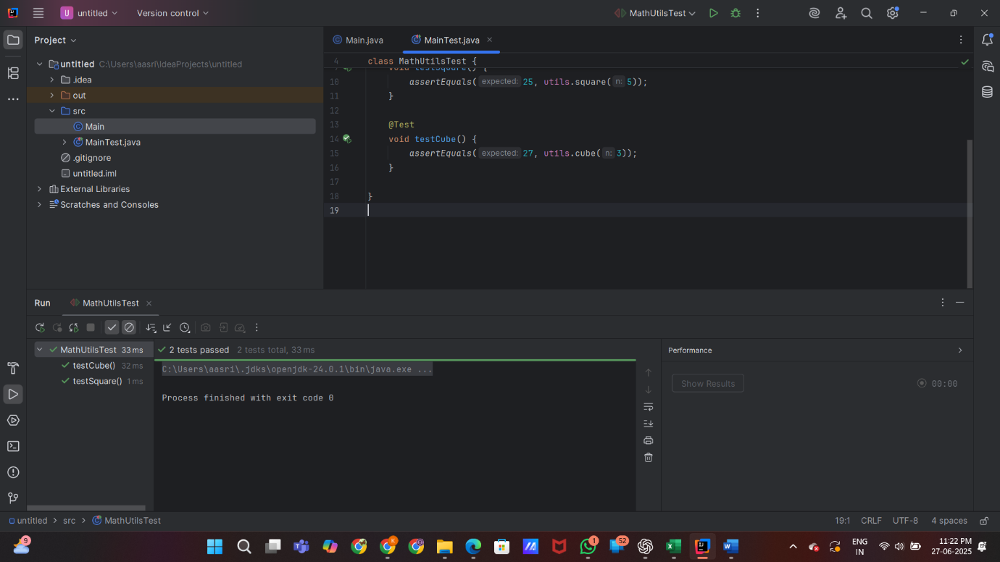 U untitled Version control MathUtilsTest
Project
Main.java MainTest.java
untitled C:\Users\aasri\IdeaProjects\untitled
.idea
out
src
Main
MainTest.java
.gitignore
untitled.iml
External Libraries
Scratches and Consoles
4 class MathUtilsTest {
void testSquare() {
10 assertEquals( expected: 25, utils.square( n: 5));
11 }
12
13 @Test
14 void testCube() {
15 assertEquals( expected: 27, utils.cube( n: 3));
16 }
17
18 }
19
Run MathUtilsTest
MathUtilsTest 33 ms
testCube() 32 ms
testSquare() 1 ms
2 tests passed 2 tests total, 33 ms
C:\Users\aasri\.jdks\openjdk-24.0.1\bin\java.exe ...
Process finished with exit code 0
Performance
Show Results 00:00
untitled > src > MathUtilsTest
19:1 CRLF UTF-8 4 spaces
9
K
1
52
ENG
IN
11:22 PM
27-06-2025